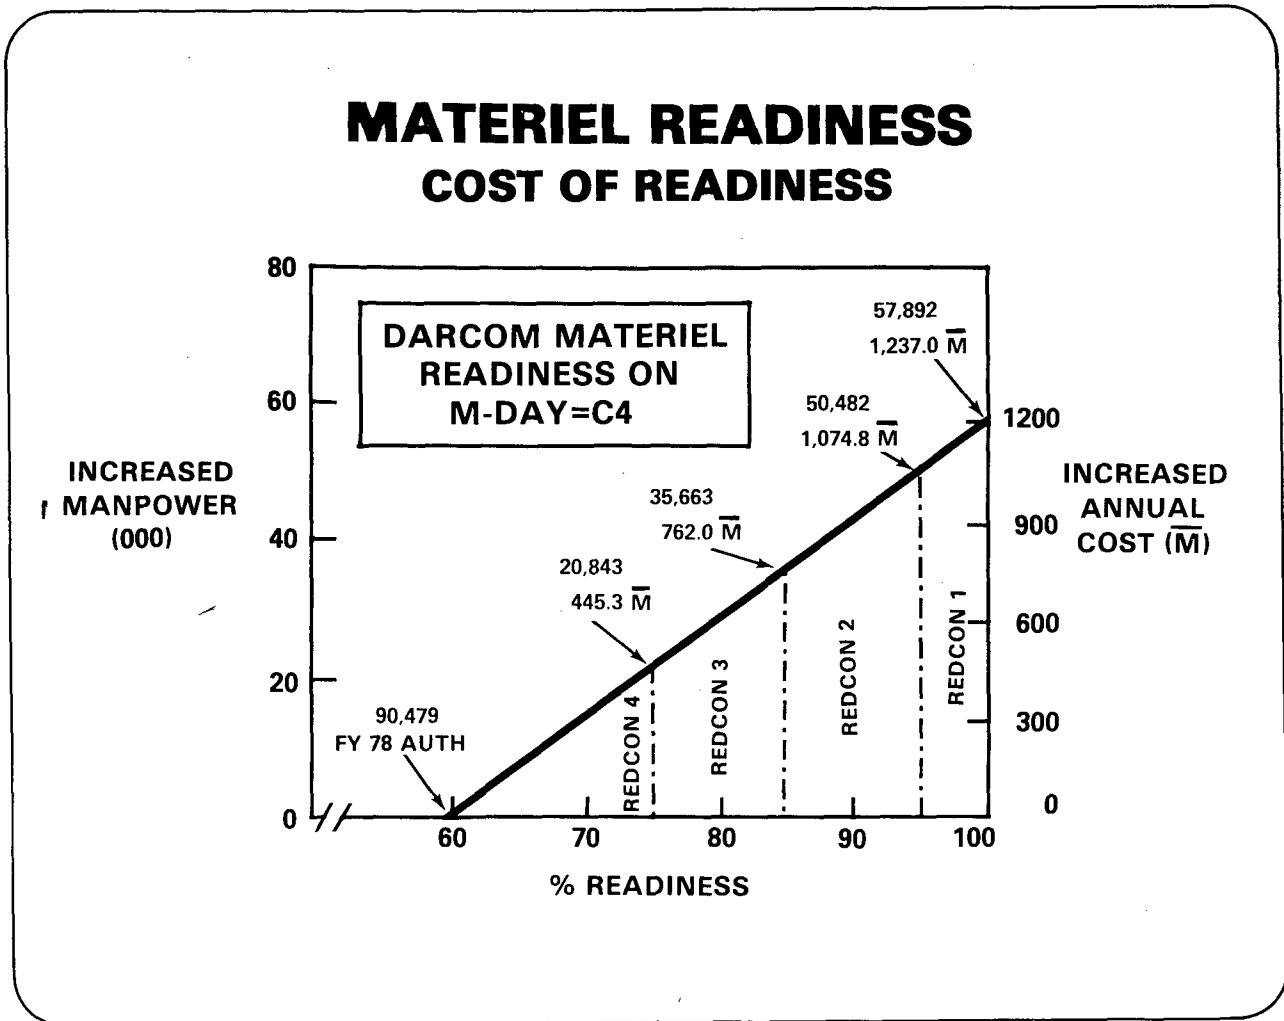 MATERIEL READINESS
COST OF READINESS
80
60
40
20
0
INCREASED
MANPOWER
(000)
DARCOM MATERIEL
READINESS ON
M-DAY=C4
57,892
1,237.0 M̅
50,482
1,074.8 M̅
35,663
762.0 M̅
20,843
445.3 M̅
90,479
FY 78 AUTH
REDCON 4
REDCON 3
REDCON 2
REDCON 1
1200
900
600
300
0
INCREASED
ANNUAL
COST (M̅)
60 70 80 90 100
% READINESS